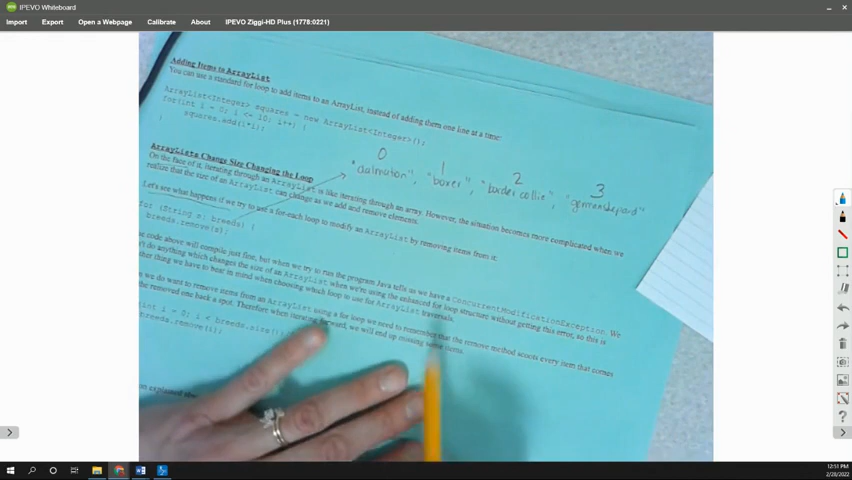 IPEVO Whiteboard
Import Export Open a Webpage Calibrate About IPEVO Ziggi-HD Plus (1778:0221)
Adding Items to ArrayList
You can use a standard for loop to add items to an ArrayList, instead of adding them one line at a time:
ArrayList<Integer> squares = new ArrayList<Integer>();
for(int i = 0; i <= 10; i++) {
squares.add(i*i);
}
0 1 2 3
"dalmation", "boxer", "border collie", "german shepard"
ArrayLists Change Size Changing the Loop
On the face of it, iterating through an ArrayList is like iterating through an array. However, the situation becomes more complicated when we
realize that the size of an ArrayList can change as we add and remove elements.
Let's see what happens if we try to use a for-each loop to modify an ArrayList by removing items from it:
for (String s: breeds) {
breeds.remove(s);
code above will compile just fine, but when we try to run the program Java tells us we have a ConcurrentModificationException. We
't do anything which changes the size of an ArrayList when we're using the enhanced for loop structure without getting this error, so this is
ther thing we have to bear in mind when choosing which loop to use for ArrayList traversals.
we do want to remove items from an ArrayList using a for loop we need to remember that the remove method scoots every item that comes
the removed one back a spot. Therefore when iterating forward, we will end up missing some items.
int i = 0; i < breeds.size();
breeds.remove(i);
an explained
12:11 PM
2/28/2022